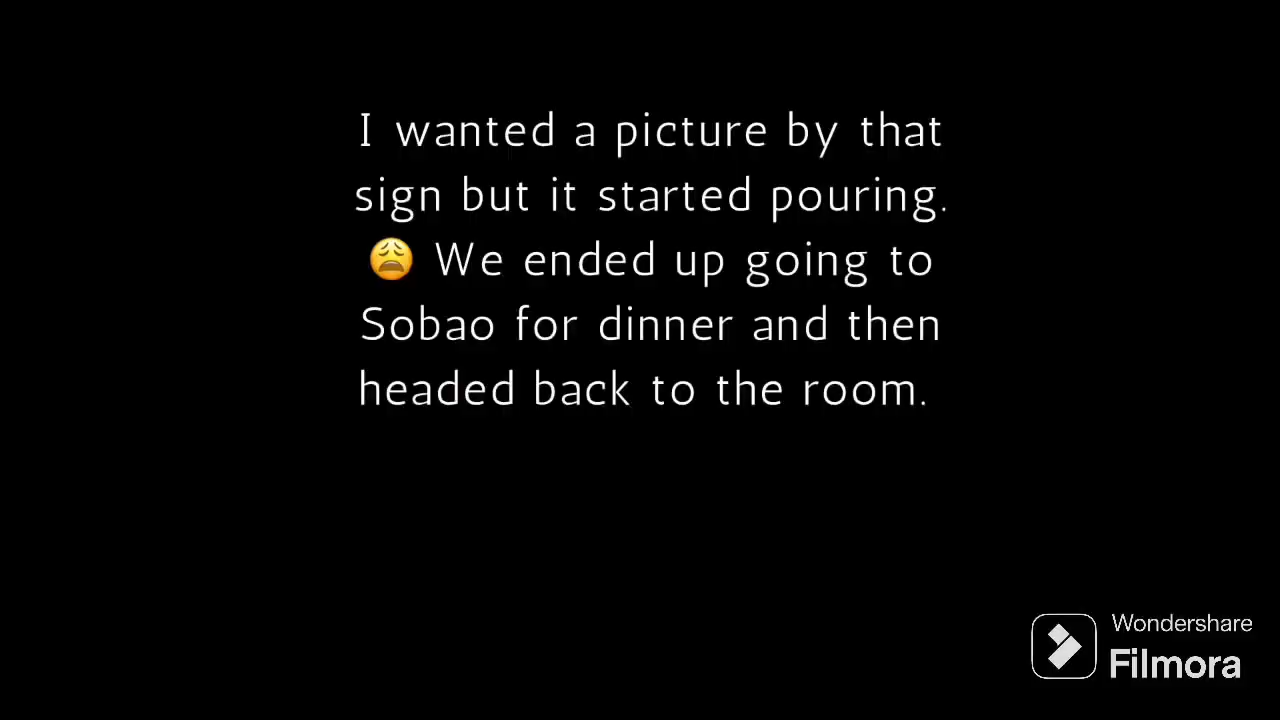 I wanted a picture by that
sign but it started pouring.
😩 We ended up going to
Sobao for dinner and then
headed back to the room.
Wondershare
Filmora